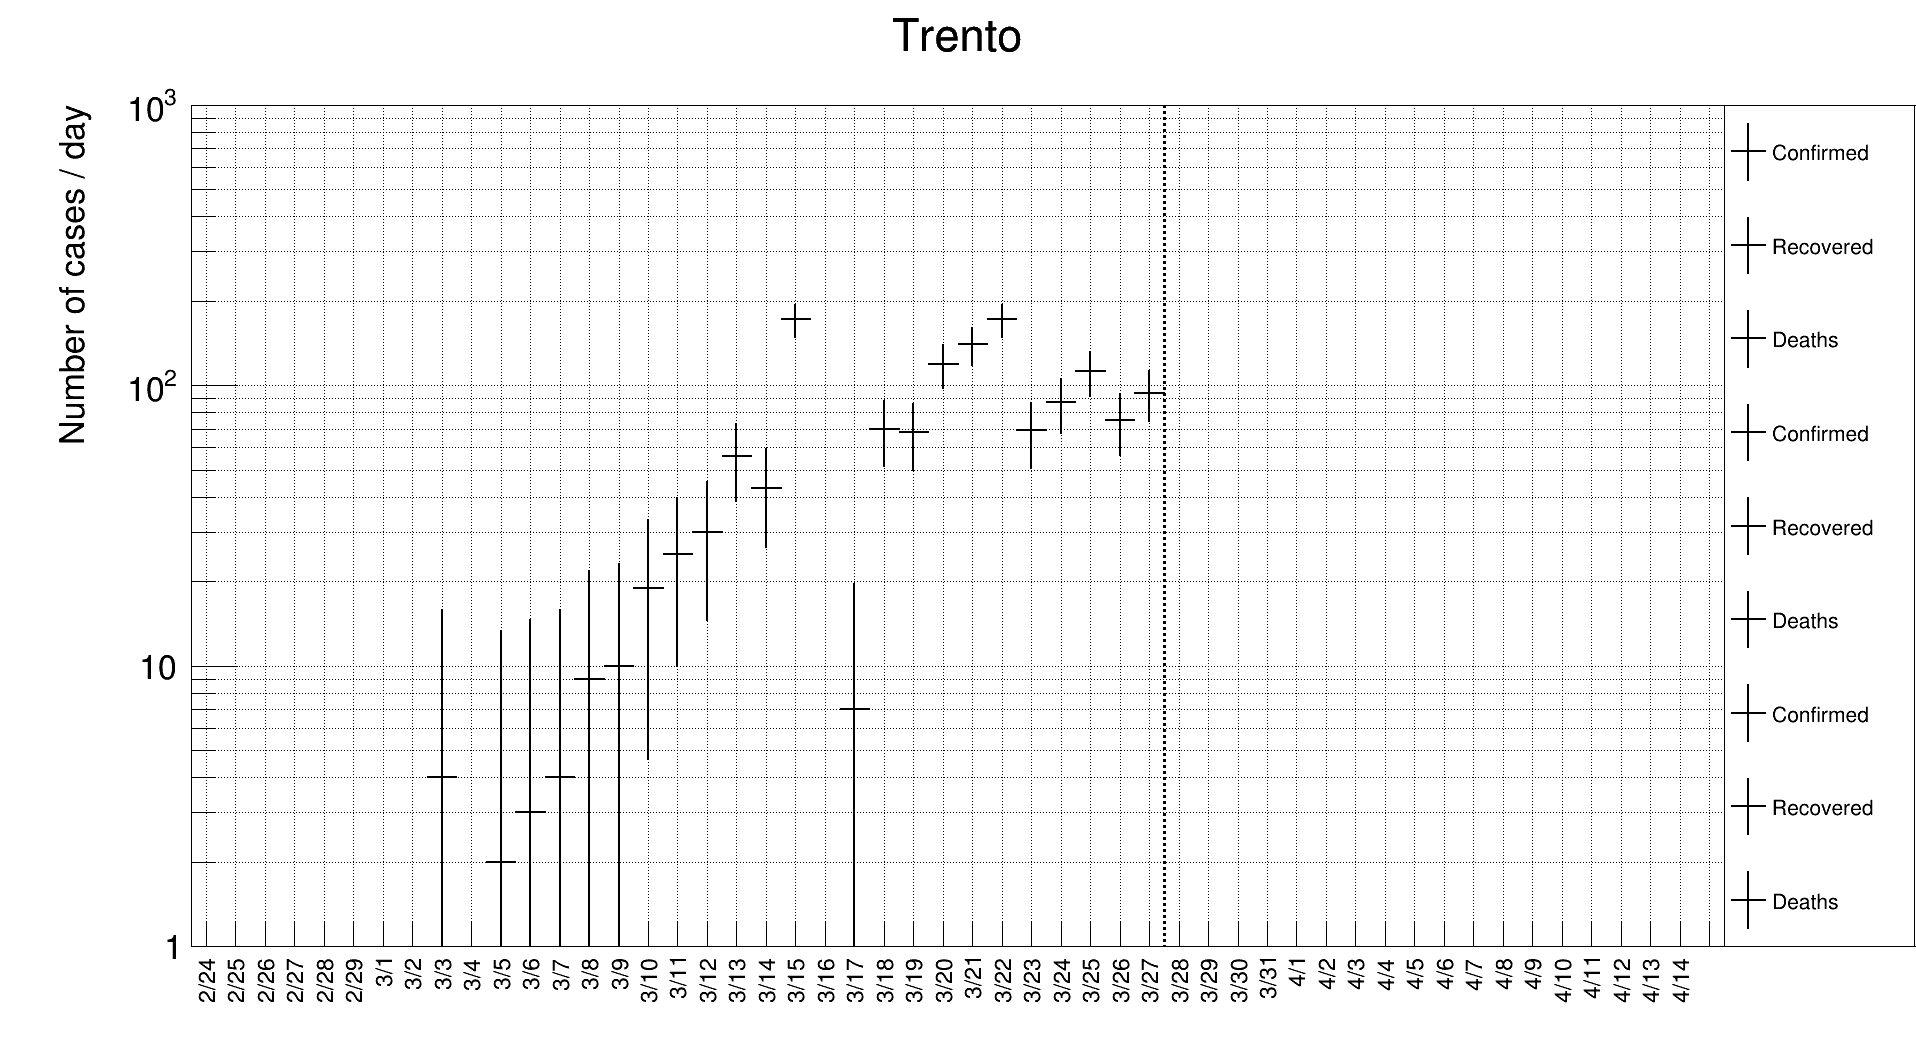 Trento
Number of cases / day
10³
10²
10
1
2/24 2/25 2/26 2/27 2/28 2/29 3/1 3/2 3/3 3/4 3/5 3/6 3/7 3/8 3/9 3/10 3/11 3/12 3/13 3/14 3/15 3/16 3/17 3/18 3/19 3/20 3/21 3/22 3/23 3/24 3/25 3/26 3/27 3/28 3/29 3/30 3/31 4/1 4/2 4/3 4/4 4/5 4/6 4/7 4/8 4/9 4/10 4/11 4/12 4/13 4/14
Confirmed
Recovered
Deaths
Confirmed
Recovered
Deaths
Confirmed
Recovered
Deaths